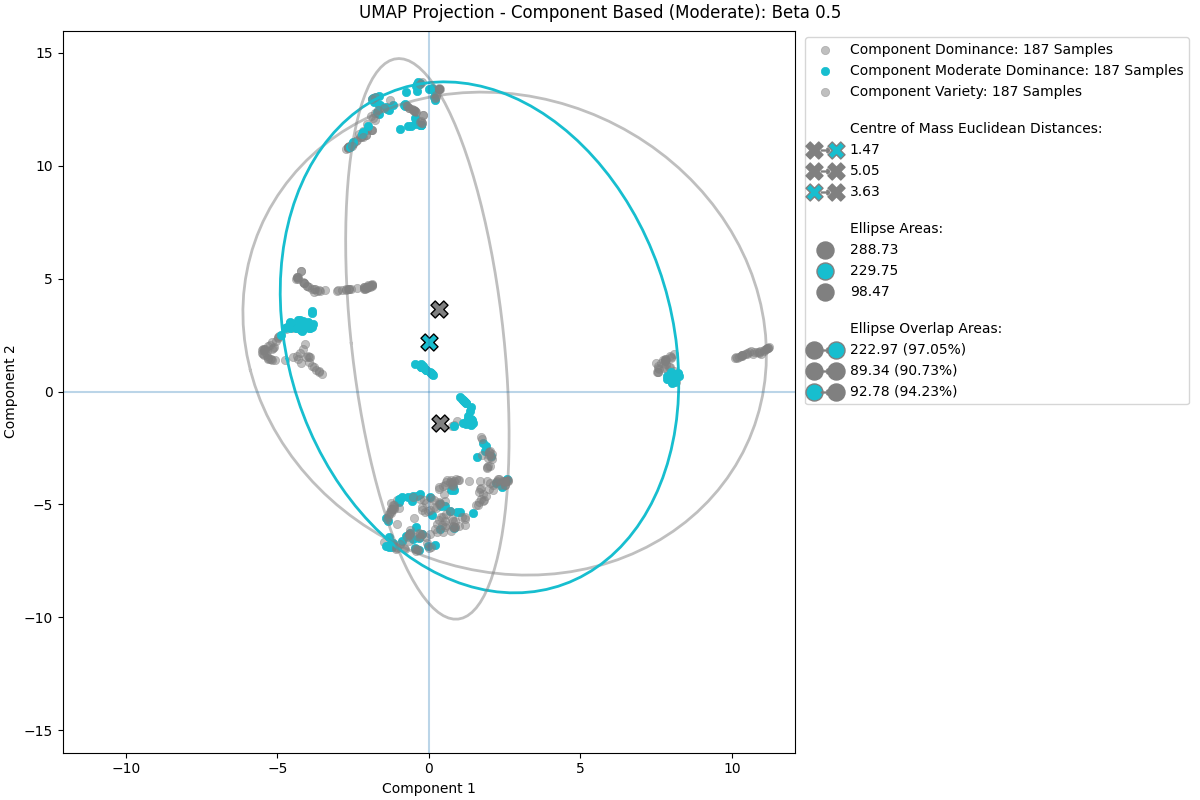 UMAP Projection - Component Based (Moderate): Beta 0.5
Component 2
15
10
5
0
−5
−10
−15
−10
−5
0
5
10
Component 1
Component Dominance: 187 Samples
Component Moderate Dominance: 187 Samples
Component Variety: 187 Samples
Centre of Mass Euclidean Distances:
1.47
5.05
3.63
Ellipse Areas:
288.73
229.75
98.47
Ellipse Overlap Areas:
222.97 (97.05%)
89.34 (90.73%)
92.78 (94.23%)